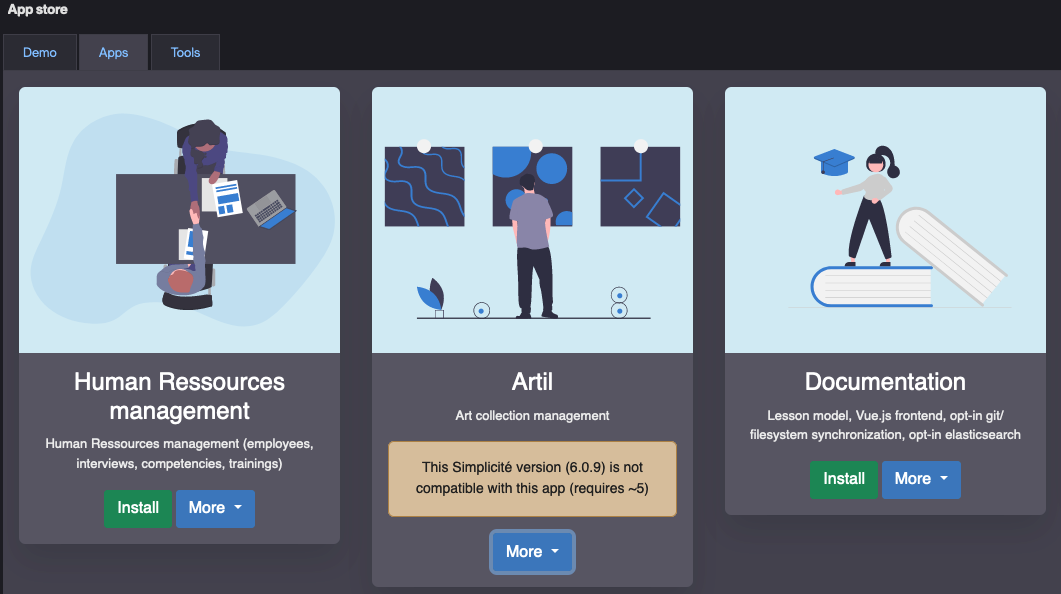 App store
Demo
Apps
Tools
Human Ressources
management
Human Ressources management (employees,
interviews, competencies, trainings)
Install
More
Artil
Art collection management
This Simplicité version (6.0.9) is not
compatible with this app (requires ~5)
More
Documentation
Lesson model, Vue.js frontend, opt-in git/
filesystem synchronization, opt-in elasticsearch
Install
More